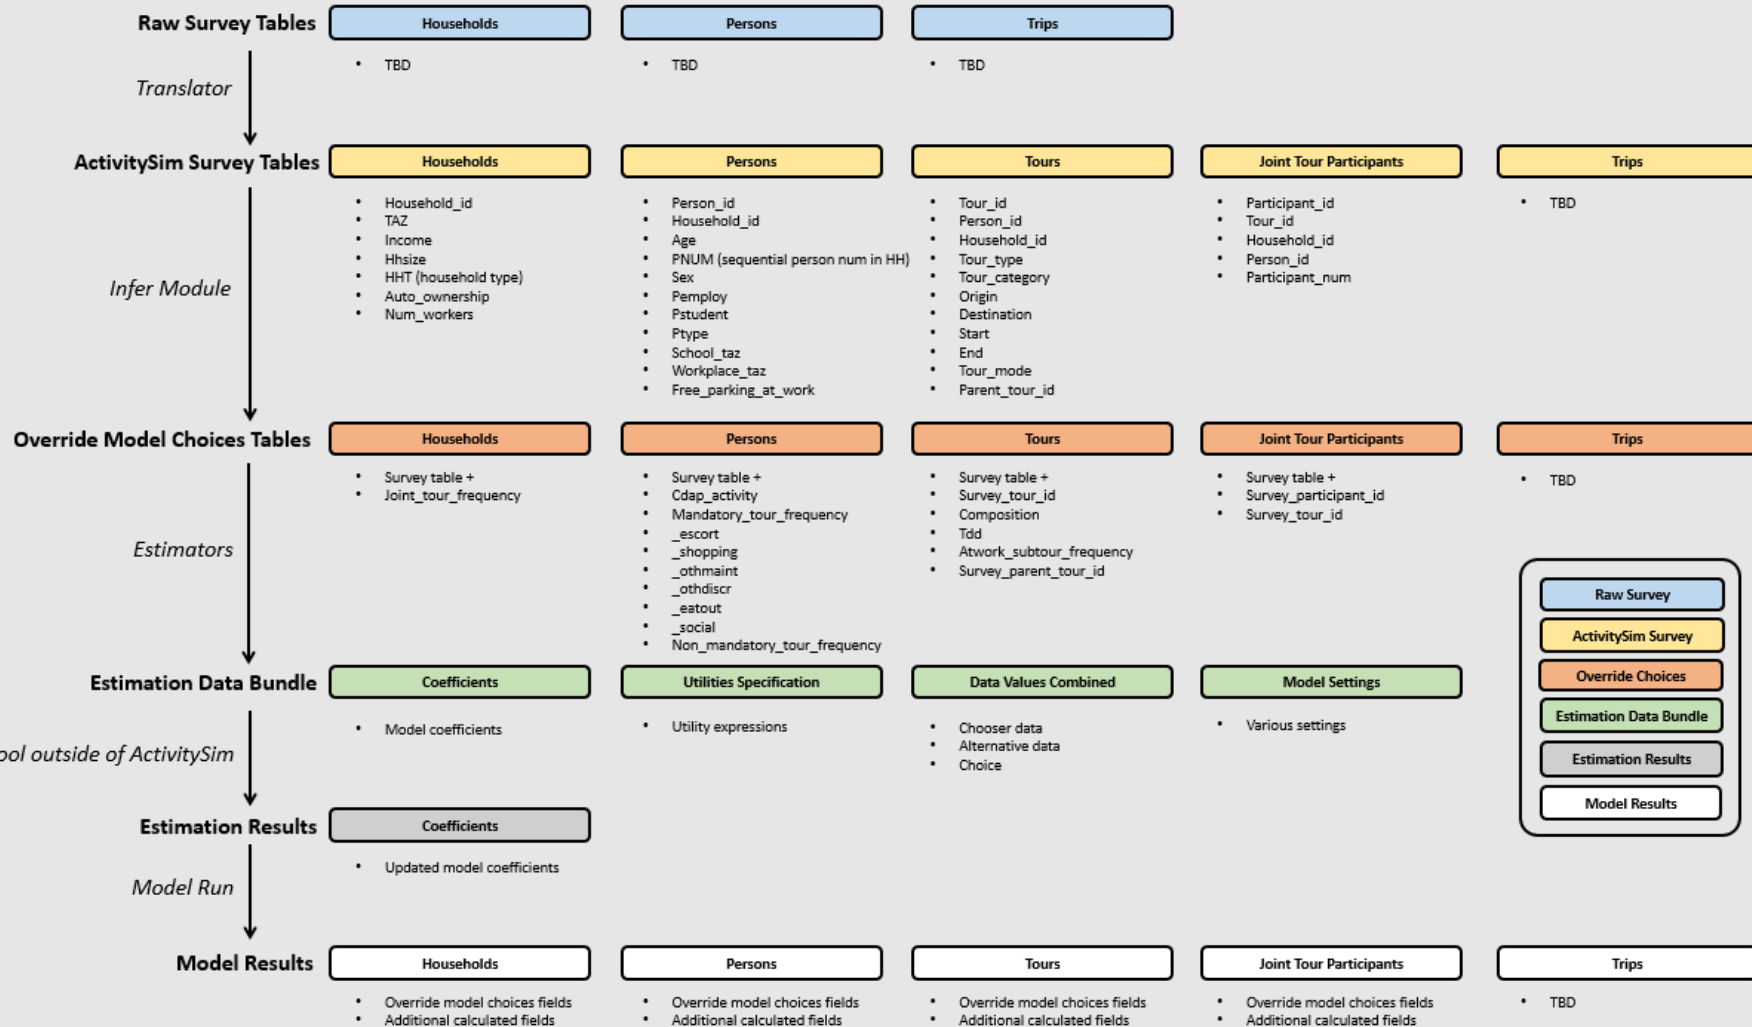 Raw Survey Tables
Households
Persons
Trips
• TBD
• TBD
• TBD
Translator
ActivitySim Survey Tables
Households
Persons
Tours
Joint Tour Participants
Trips
• Household_id
• TAZ
• Income
• Hhsize
• HHT (household type)
• Auto_ownership
• Num_workers
• Person_id
• Household_id
• Age
• PNUM (sequential person num in HH)
• Sex
• Pemploy
• Pstudent
• Ptype
• School_taz
• Workplace_taz
• Free_parking_at_work
• Tour_id
• Person_id
• Household_id
• Tour_type
• Tour_category
• Origin
• Destination
• Start
• End
• Tour_mode
• Parent_tour_id
• Participant_id
• Tour_id
• Household_id
• Person_id
• Participant_num
• TBD
Infer Module
Override Model Choices Tables
Households
Persons
Tours
Joint Tour Participants
Trips
• Survey table +
• Joint_tour_frequency
• Survey table +
• Cdap_activity
• Mandatory_tour_frequency
• _escort
• _shopping
• _othmaint
• _othdiscr
• _eatout
• _social
• Non_mandatory_tour_frequency
• Survey table +
• Survey_tour_id
• Composition
• Tdd
• Atwork_subtour_frequency
• Survey_parent_tour_id
• Survey table +
• Survey_participant_id
• Survey_tour_id
• TBD
Estimators
Raw Survey
ActivitySim Survey
Override Choices
Estimation Data Bundle
Estimation Results
Model Results
Estimation Data Bundle
Coefficients
Utilities Specification
Data Values Combined
Model Settings
• Model coefficients
• Utility expressions
• Chooser data
• Alternative data
• Choice
• Various settings
ool outside of ActivitySim
Estimation Results
Coefficients
• Updated model coefficients
Model Run
Model Results
Households
Persons
Tours
Joint Tour Participants
Trips
• Override model choices fields
• Additional calculated fields
• Override model choices fields
• Additional calculated fields
• Override model choices fields
• Additional calculated fields
• Override model choices fields
• Additional calculated fields
• TBD